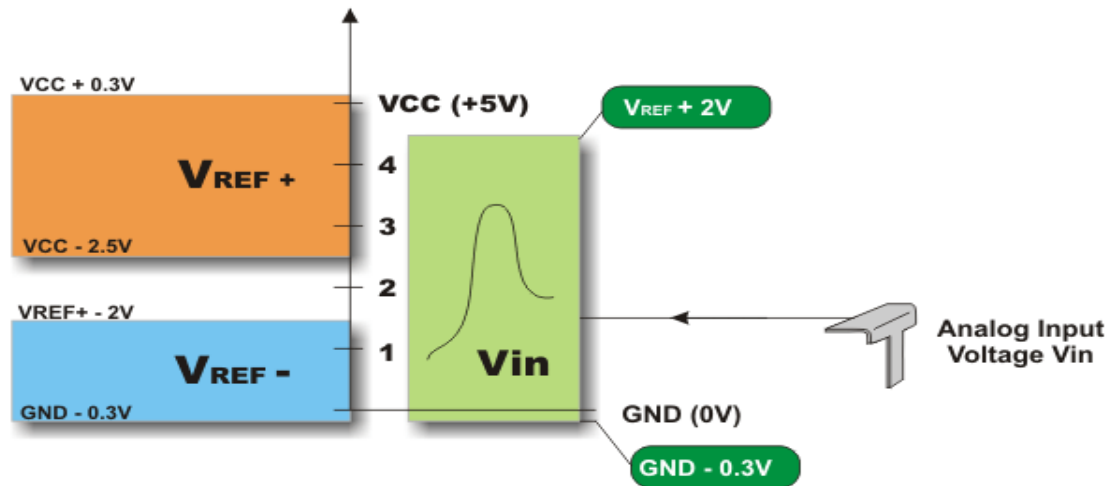 VCC + 0.3V
VCC (+5V)
VREF + 2V
4
VREF +
3
VCC - 2.5V
2
VREF+ - 2V
Analog Input
Voltage Vin
1
VREF -
Vin
GND - 0.3V
GND (0V)
GND - 0.3V